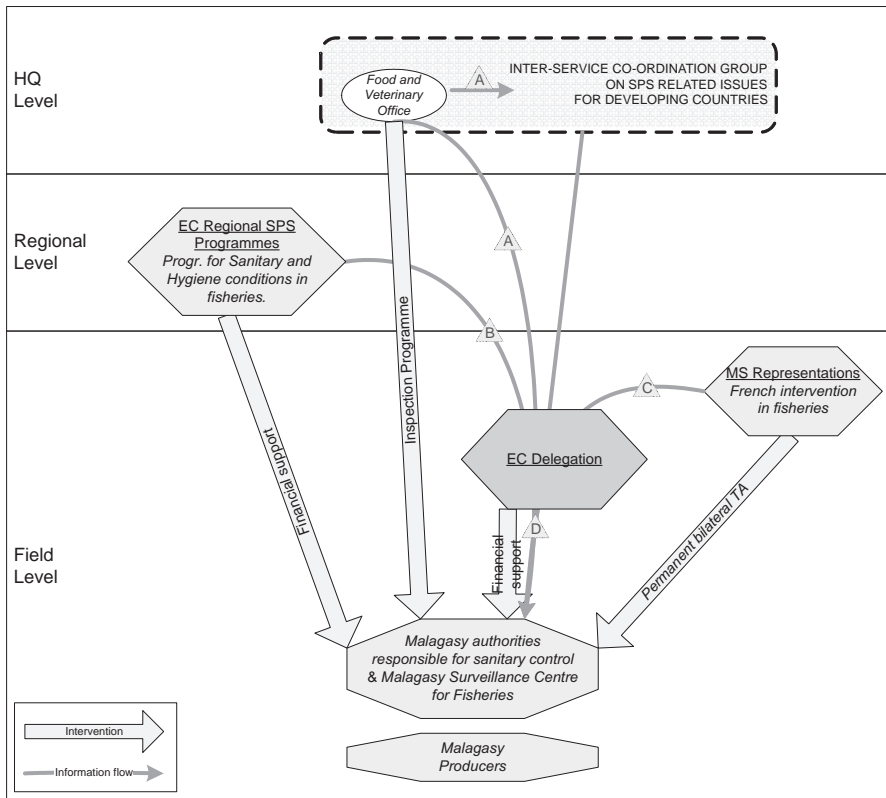 HQ
Level
Food and
Veterinary
Office
A
INTER-SERVICE CO-ORDINATION GROUP
ON SPS RELATED ISSUES
FOR DEVELOPING COUNTRIES
Regional
Level
EC Regional SPS
Programmes
Progr. for Sanitary and
Hygiene conditions in
fisheries.
A
B
Inspection Programme
MS Representations
French intervention
in fisheries
C
EC Delegation
D
Financial support
Financial
support
Permanent bilateral TA
Field
Level
Malagasy authorities
responsible for sanitary control
& Malagasy Surveillance Centre
for Fisheries
Malagasy
Producers
Intervention
Information flow